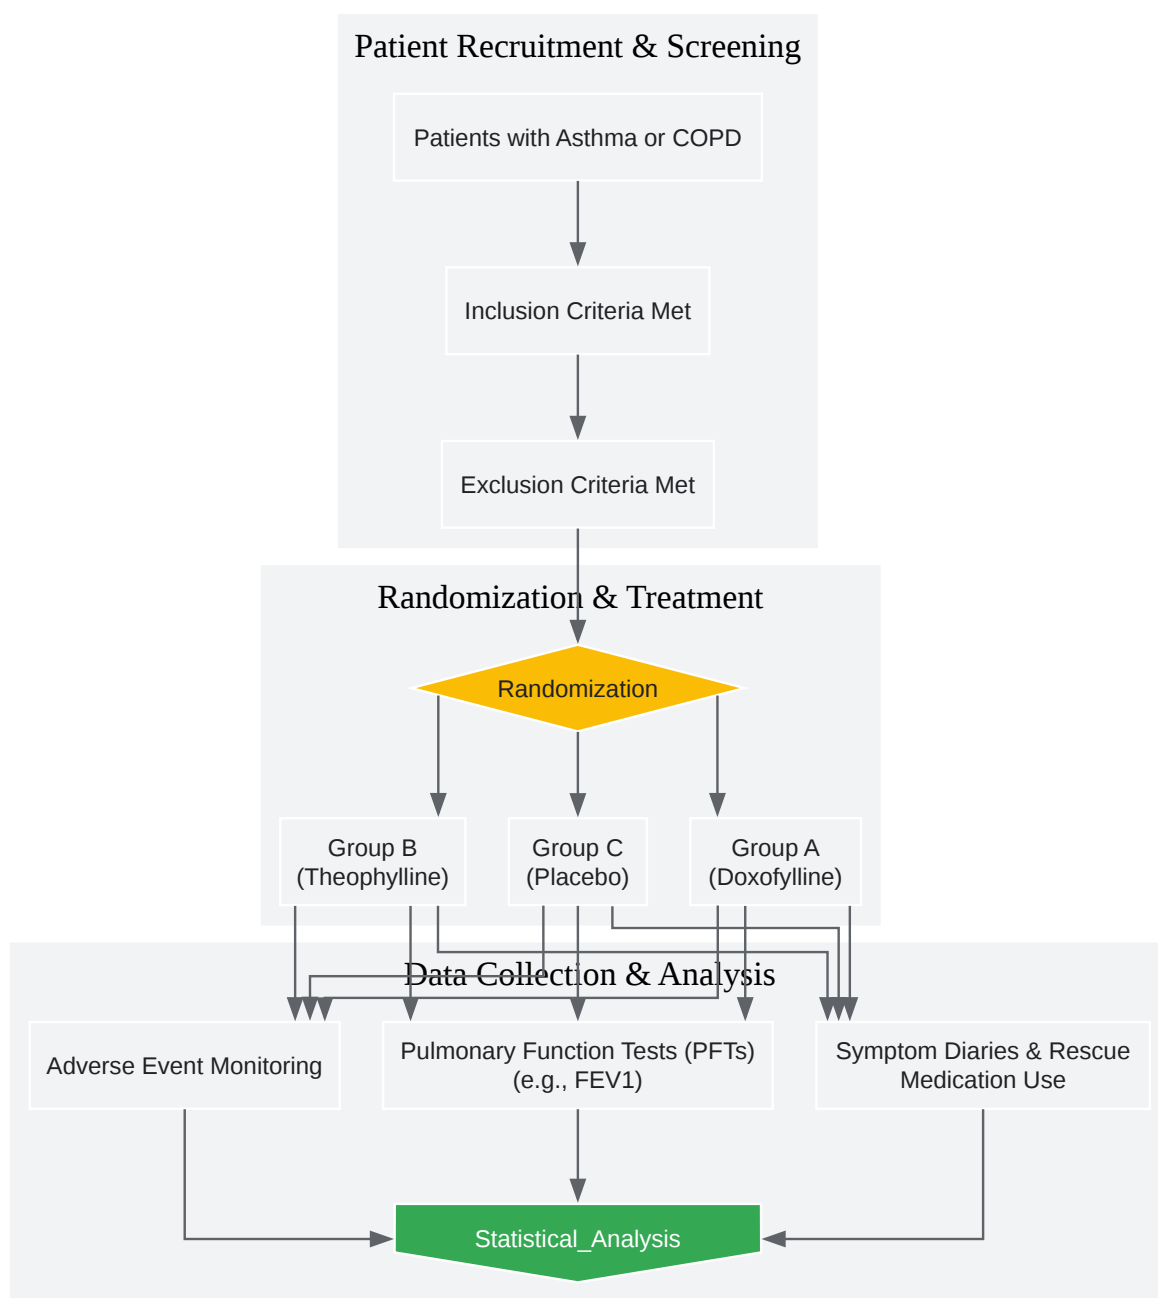 Patient Recruitment & Screening
Patients with Asthma or COPD
Inclusion Criteria Met
Exclusion Criteria Met
Randomization & Treatment
Randomization
Group B
(Theophylline)
Group C
(Placebo)
Group A
(Doxofylline)
Data Collection & Analysis
Adverse Event Monitoring
Pulmonary Function Tests (PFTs)
(e.g., FEV1)
Symptom Diaries & Rescue
Medication Use
Statistical_Analysis